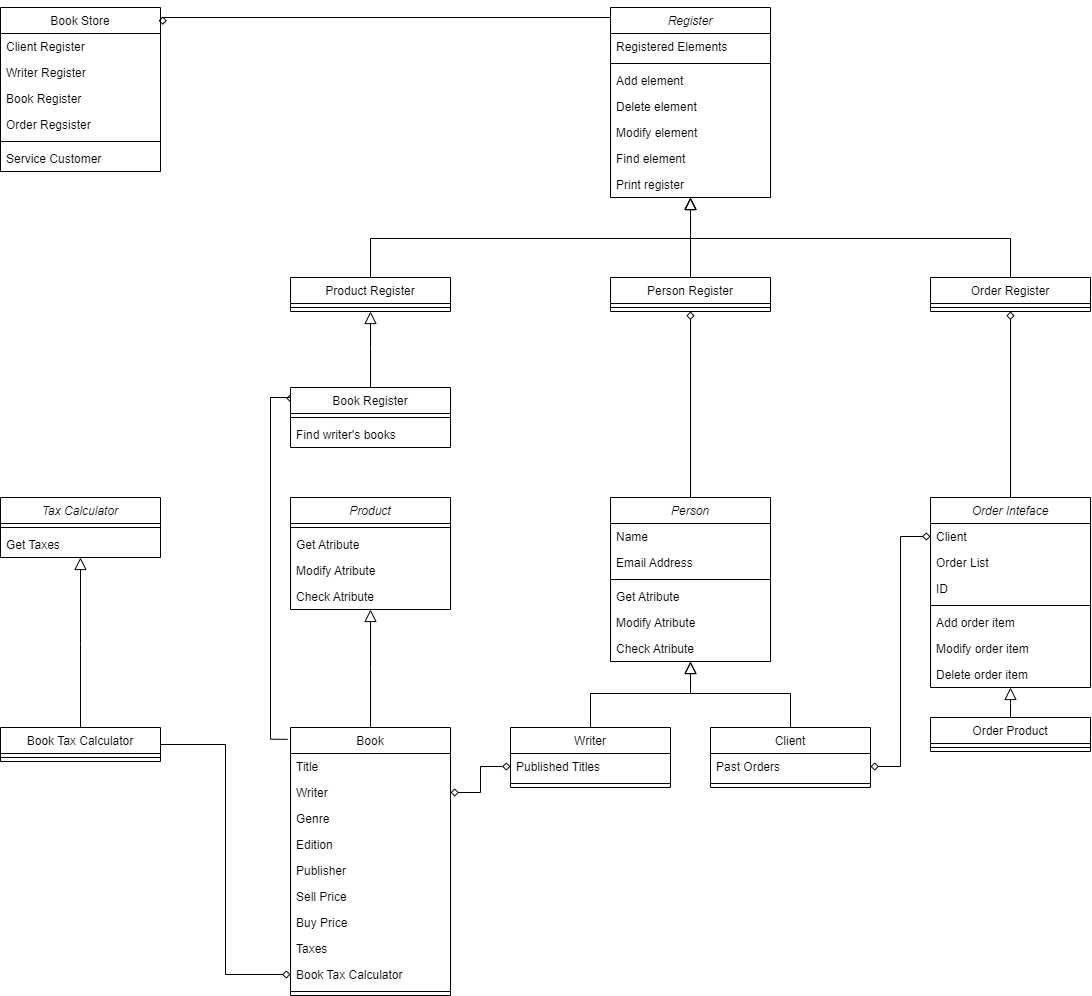 Book Store
Client Register
Writer Register
Book Register
Order Regsister
Service Customer
Register
Registered Elements
Add element
Delete element
Modify element
Find element
Print register
Product Register
Person Register
Order Register
Book Register
Find writer's books
Tax Calculator
Get Taxes
Product
Get Atribute
Modify Atribute
Check Atribute
Person
Name
Email Address
Get Atribute
Modify Atribute
Check Atribute
Order Inteface
Client
Order List
ID
Add order item
Modify order item
Delete order item
Order Product
Book Tax Calculator
Book
Title
Writer
Genre
Edition
Publisher
Sell Price
Buy Price
Taxes
Book Tax Calculator
Writer
Published Titles
Client
Past Orders